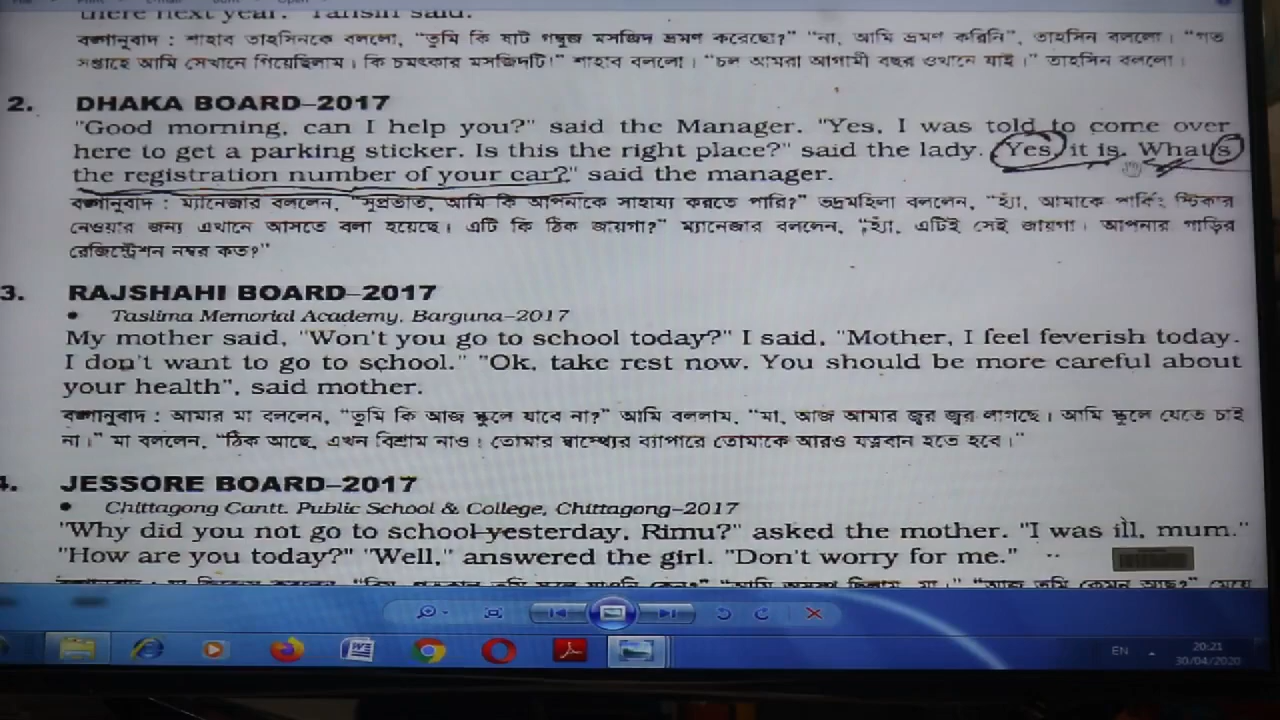 there next year." Tahsin said.
বঙ্গানুবাদ : শাহাব তাহসিনকে বললো, “তুমি কি ষাট গম্বুজ মসজিদ ভ্রমণ করেছো?” “না, আমি ভ্রমণ করিনি”, তাহসিন বললো। “গত
সপ্তাহে আমি সেখানে গিয়েছিলাম। কি চমৎকার মসজিদটি!” শাহাব বললো। “চল আমরা আগামী বছর ওখানে যাই।” তাহসিন বললো।
2. DHAKA BOARD–2017
"Good morning, can I help you?" said the Manager. "Yes, I was told to come over
here to get a parking sticker. Is this the right place?" said the lady. "Yes, it is. What's
the registration number of your car?" said the manager.
বঙ্গানুবাদ : ম্যানেজার বললেন, “সুপ্রভাত, আমি কি আপনাকে সাহায্য করতে পারি?” ভদ্রমহিলা বললেন, “হ্যাঁ, আমাকে পার্কিং স্টিকার
নেওয়ার জন্য এখানে আসতে বলা হয়েছে। এটি কি ঠিক জায়গা?” ম্যানেজার বললেন, “হ্যাঁ, এটিই সেই জায়গা। আপনার গাড়ির
রেজিস্ট্রেশন নম্বর কত?”
3. RAJSHAHI BOARD–2017
• Taslima Memorial Academy, Barguna–2017
My mother said, "Won't you go to school today?" I said, "Mother, I feel feverish today.
I don't want to go to school." "Ok, take rest now. You should be more careful about
your health", said mother.
বঙ্গানুবাদ : আমার মা বললেন, “তুমি কি আজ স্কুলে যাবে না?” আমি বললাম, “মা, আজ আমার জ্বর জ্বর লাগছে। আমি স্কুলে যেতে চাই
না।” মা বললেন, “ঠিক আছে, এখন বিশ্রাম নাও। তোমার স্বাস্থ্যের ব্যাপারে তোমাকে আরও যত্নবান হতে হবে।”
4. JESSORE BOARD–2017
• Chittagong Cantt. Public School & College, Chittagong–2017
"Why did you not go to school yesterday, Rimu?" asked the mother. "I was ill, mum."
"How are you today?" "Well," answered the girl. "Don't worry for me."
EN
20:21
30/04/2020